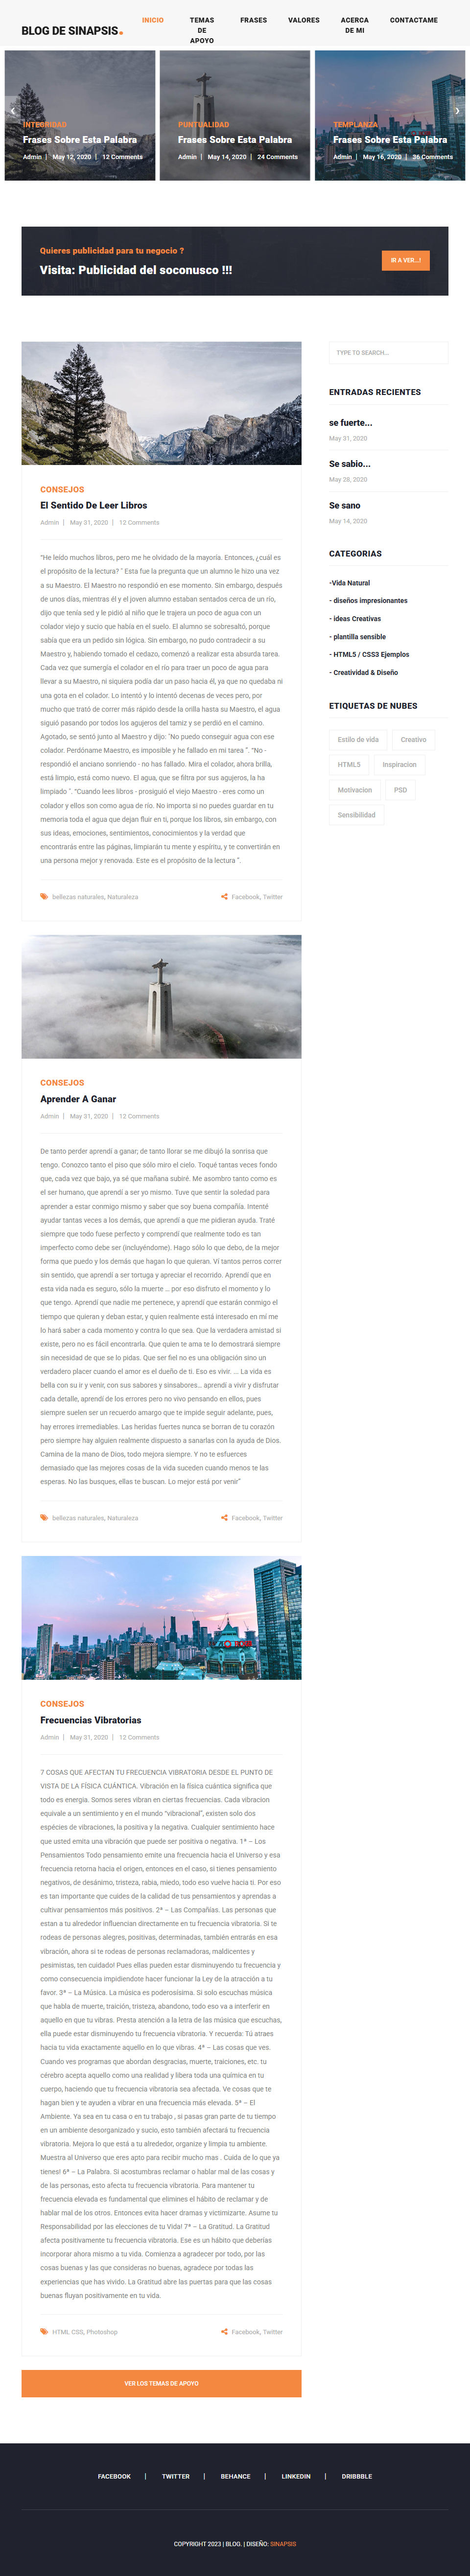 BLOG DE SINAPSIS.
INICIO
TEMAS
DE
APOYO
FRASES
VALORES
ACERCA
DE MI
CONTACTAME
INTEGRIDAD
Frases Sobre Esta Palabra
Admin | May 12, 2020 | 12 Comments
PUNTUALIDAD
Frases Sobre Esta Palabra
Admin | May 14, 2020 | 24 Comments
TEMPLANZA
Frases Sobre Esta Palabra
Admin | May 16, 2020 | 36 Comments
Quieres publicidad para tu negocio ?
Visita: Publicidad del soconusco !!!
IR A VER...!
CONSEJOS
El Sentido De Leer Libros
Admin | May 31, 2020 | 12 Comments
"He leído muchos libros, pero me he olvidado de la mayoría. Entonces, ¿cuál es
el propósito de la lectura? " Esta fue la pregunta que un alumno le hizo una vez
a su Maestro. El Maestro no respondió en ese momento. Sin embargo, después
de unos días, mientras él y el joven alumno estaban sentados cerca de un río,
dijo que tenía sed y le pidió al niño que le trajera un poco de agua con un
colador viejo y sucio que había en el suelo. El alumno se sobresaltó, porque
sabía que era un pedido sin lógica. Sin embargo, no pudo contradecir a su
Maestro y, habiendo tomado el cedazo, comenzó a realizar esta absurda tarea.
Cada vez que sumergía el colador en el río para traer un poco de agua para
llevar a su Maestro, ni siquiera podía dar un paso hacia él, ya que no quedaba ni
una gota en el colador. Lo intentó y lo intentó decenas de veces pero, por
mucho que trató de correr más rápido desde la orilla hasta su Maestro, el agua
siguió pasando por todos los agujeros del tamiz y se perdió en el camino.
Agotado, se sentó junto al Maestro y dijo: "No puedo conseguir agua con ese
colador. Perdóname Maestro, es imposible y he fallado en mi tarea ". "No -
respondió el anciano sonriendo - no has fallado. Mira el colador, ahora brilla,
está limpio, está como nuevo. El agua, que se filtra por sus agujeros, la ha
limpiado ". "Cuando lees libros - prosiguió el viejo Maestro - eres como un
colador y ellos son como agua de río. No importa si no puedes guardar en tu
memoria toda el agua que dejan fluir en ti, porque los libros, sin embargo, con
sus ideas, emociones, sentimientos, conocimientos y la verdad que
encontrarás entre las páginas, limpiarán tu mente y espíritu, y te convertirán en
una persona mejor y renovada. Este es el propósito de la lectura ".
bellezas naturales, Naturaleza
Facebook, Twitter
CONSEJOS
Aprender A Ganar
Admin | May 31, 2020 | 12 Comments
De tanto perder aprendí a ganar; de tanto llorar se me dibujó la sonrisa que
tengo. Conozco tanto el piso que sólo miro el cielo. Toqué tantas veces fondo
que, cada vez que bajo, ya sé que mañana subiré. Me asombro tanto como es
el ser humano, que aprendí a ser yo mismo. Tuve que sentir la soledad para
aprender a estar conmigo mismo y saber que soy buena compañía. Intenté
ayudar tantas veces a los demás, que aprendí a que me pidieran ayuda. Traté
siempre que todo fuese perfecto y comprendí que realmente todo es tan
imperfecto como debe ser (incluyéndome). Hago sólo lo que debo, de la mejor
forma que puedo y los demás que hagan lo que quieran. Vi tantos perros correr
sin sentido, que aprendí a ser tortuga y apreciar el recorrido. Aprendí que en
esta vida nada es seguro, sólo la muerte ... por eso disfruto el momento y lo
que tengo. Aprendí que nadie me pertenece, y aprendí que estarán conmigo el
tiempo que quieran y deban estar, y quien realmente está interesado en mí me
lo hará saber a cada momento y contra lo que sea. Que la verdadera amistad sí
existe, pero no es fácil encontrarla. Que quien te ama te lo demostrará siempre
sin necesidad de que se lo pidas. Que ser fiel no es una obligación sino un
verdadero placer cuando el amor es el dueño de ti. Eso es vivir. ... La vida es
bella con su ir y venir, con sus sabores y sinsabores… aprendí a vivir y disfrutar
cada detalle, aprendí de los errores pero no vivo pensando en ellos, pues
siempre suelen ser un recuerdo amargo que te impide seguir adelante, pues,
hay errores irremediables. Las heridas fuertes nunca se borran de tu corazón
pero siempre hay alguien realmente dispuesto a sanarlas con la ayuda de Dios.
Camina de la mano de Dios, todo mejora siempre. Y no te esfuerces
demasiado que las mejores cosas de la vida suceden cuando menos te las
esperas. No las busques, ellas te buscan. Lo mejor está por venir"
bellezas naturales, Naturaleza
Facebook, Twitter
CONSEJOS
Frecuencias Vibratorias
Admin | May 31, 2020 | 12 Comments
7 COSAS QUE AFECTAN TU FRECUENCIA VIBRATORIA DESDE EL PUNTO DE
VISTA DE LA FÍSICA CUÁNTICA. Vibración en la física cuántica significa que
todo es energía. Somos seres vibran en ciertas frecuencias. Cada vibracion
equivale a un sentimiento y en el mundo "vibracional", existen solo dos
espécies de vibraciones, la positiva y la negativa. Cualquier sentimiento hace
que usted emita una vibración que puede ser positiva o negativa. 1ª – Los
Pensamientos Todo pensamiento emite una frecuencia hacia el Universo y esa
frecuencia retorna hacia el origen, entonces en el caso, si tienes pensamiento
negativos, de desánimo, tristeza, rabia, miedo, todo eso vuelve hacia ti. Por eso
es tan importante que cuides de la calidad de tus pensamientos y aprendas a
cultivar pensamientos más positivos. 2ª – Las Compañías. Las personas que
estan a tu alrededor influencian directamente en tu frecuencia vibratoria. Si te
rodeas de personas alegres, positivas, determinadas, también entrarás en esa
vibración, ahora si te rodeas de personas reclamadoras, maldicentes y
pesimistas, ten cuidado! Pues ellas pueden estar disminuyendo tu frecuencia y
como consecuencia impidiendote hacer funcionar la Ley de la atracción a tu
favor. 3ª – La Música. La música es poderosísima. Si solo escuchas música
que habla de muerte, traición, tristeza, abandono, todo eso va a interferir en
aquello en que tu vibras. Presta atención a la letra de las música que escuchas,
ella puede estar disminuyendo tu frecuencia vibratoria. Y recuerda: Tú atraes
hacia tu vida exactamente aquello en lo que vibras. 4ª – Las cosas que ves.
Cuando ves programas que abordan desgracias, muerte, traiciones, etc. tu
cérebro acepta aquello como una realidad y libera toda una química en tu
cuerpo, haciendo que tu frecuencia vibratoria sea afectada. Ve cosas que te
hagan bien y te ayuden a vibrar en una frecuencia más elevada. 5ª – El
Ambiente. Ya sea en tu casa o en tu trabajo , si pasas gran parte de tu tiempo
en un ambiente desorganizado y sucio, esto también afectará tu frecuencia
vibratoria. Mejora lo que está a tu alrededor, organize y limpia tu ambiente.
Muestra al Universo que eres apto para recibir mucho mas . Cuida de lo que ya
tienes! 6ª – La Palabra. Si acostumbras reclamar o hablar mal de las cosas y
de las personas, esto afecta tu frecuencia vibratoria. Para mantener tu
frecuencia elevada es fundamental que elimines el hábito de reclamar y de
hablar mal de los otros. Entonces evita hacer dramas y victimizarte. Asume tu
Responsabilidad por las elecciones de tu Vida! 7ª – La Gratitud. La Gratitud
afecta positivamente tu frecuencia vibratoria. Ese es un hábito que deberías
incorporar ahora mismo a tu vida. Comienza a agradecer por todo, por las
cosas buenas y las que consideras no buenas, agradece por todas las
experiencias que has vivido. La Gratitud abre las puertas para que las cosas
buenas fluyan positivamente en tu vida.
HTML CSS, Photoshop
Facebook, Twitter
VER LOS TEMAS DE APOYO
TYPE TO SEARCH...
ENTRADAS RECIENTES
se fuerte...
May 31, 2020
Se sabio...
May 28, 2020
Se sano
May 14, 2020
CATEGORIAS
-Vida Natural
- diseños impresionantes
- ideas Creativas
- plantilla sensible
- HTML5 / CSS3 Ejemplos
- Creatividad & Diseño
ETIQUETAS DE NUBES
Estilo de vida
Creativo
HTML5
Inspiracion
Motivacion
PSD
Sensibilidad
FACEBOOK | TWITTER | BEHANCE | LINKEDIN | DRIBBBLE
COPYRIGHT 2023 | BLOG. | DISEÑO: SINAPSIS